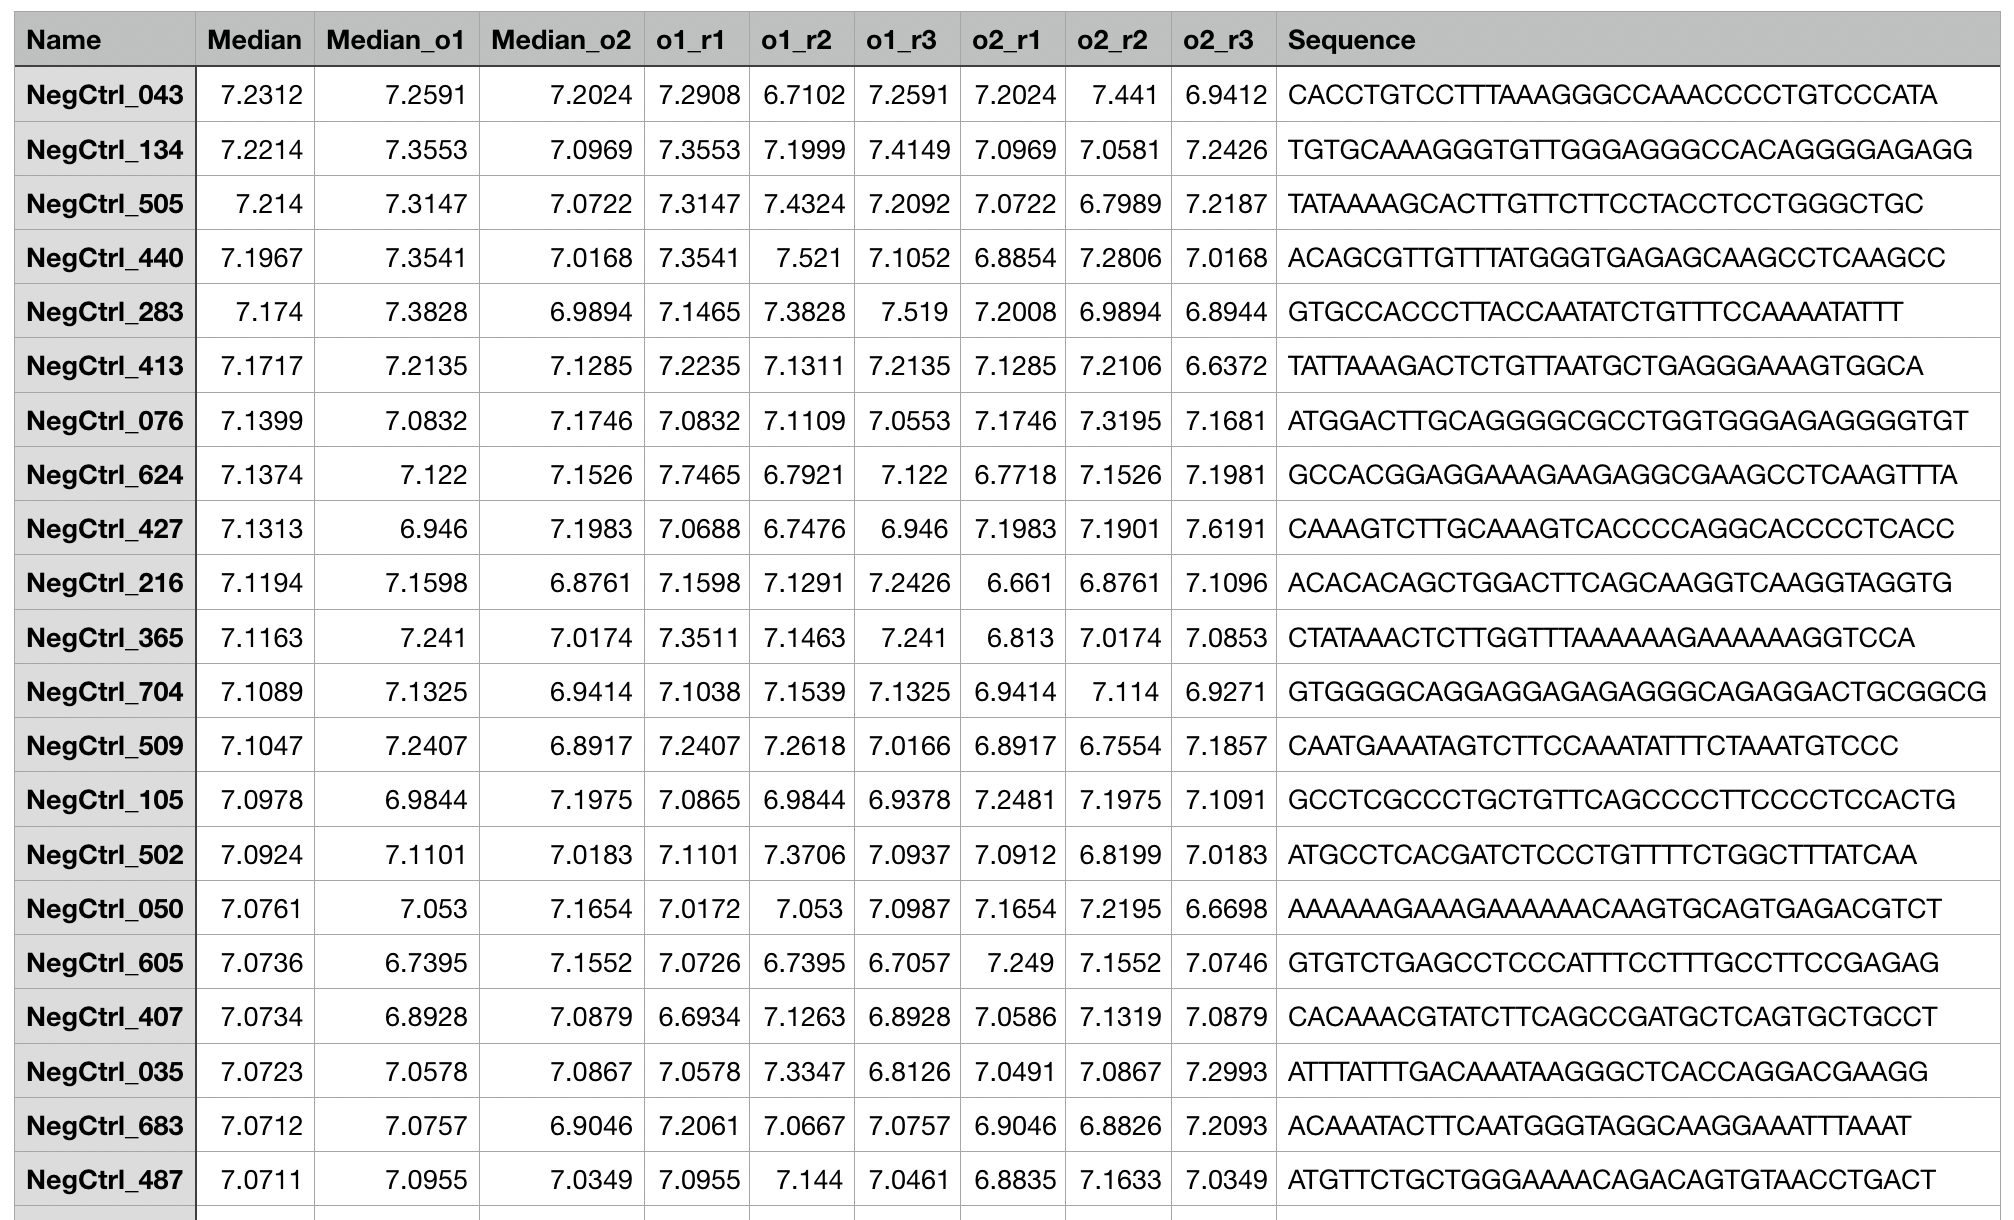 Name Median Median_o1 Median_o2 o1_r1 o1_r2 o1_r3 o2_r1 o2_r2 o2_r3 Sequence
NegCtrl_043 7.2312 7.2591 7.2024 7.2908 6.7102 7.2591 7.2024 7.441 6.9412 CACCTGTCCTTTAAAGGGCCAAACCCCTGTCCCATA
NegCtrl_134 7.2214 7.3553 7.0969 7.3553 7.1999 7.4149 7.0969 7.0581 7.2426 TGTGCAAAGGGTGTTGGGAGGGCCACAGGGGAGAGG
NegCtrl_505 7.214 7.3147 7.0722 7.3147 7.4324 7.2092 7.0722 6.7989 7.2187 TATAAAAGCACTTGTTCTTCCTACCTCCTGGGCTGC
NegCtrl_440 7.1967 7.3541 7.0168 7.3541 7.521 7.1052 6.8854 7.2806 7.0168 ACAGCGTTGTTTATGGGTGAGAGCAAGCCTCAAGCC
NegCtrl_283 7.174 7.3828 6.9894 7.1465 7.3828 7.519 7.2008 6.9894 6.8944 GTGCCACCCTTACCAATATCTGTTTCCAAAATATTT
NegCtrl_413 7.1717 7.2135 7.1285 7.2235 7.1311 7.2135 7.1285 7.2106 6.6372 TATTAAAGACTCTGTTAATGCTGAGGGAAAGTGGCA
NegCtrl_076 7.1399 7.0832 7.1746 7.0832 7.1109 7.0553 7.1746 7.3195 7.1681 ATGGACTTGCAGGGGCGCCTGGTGGGAGAGGGGTGT
NegCtrl_624 7.1374 7.122 7.1526 7.7465 6.7921 7.122 6.7718 7.1526 7.1981 GCCACGGAGGAAAGAAGAGGCGAAGCCTCAAGTTTA
NegCtrl_427 7.1313 6.946 7.1983 7.0688 6.7476 6.946 7.1983 7.1901 7.6191 CAAAGTCTTGCAAAGTCACCCCAGGCACCCCTCACC
NegCtrl_216 7.1194 7.1598 6.8761 7.1598 7.1291 7.2426 6.661 6.8761 7.1096 ACACACAGCTGGACTTCAGCAAGGTCAAGGTAGGTG
NegCtrl_365 7.1163 7.241 7.0174 7.3511 7.1463 7.241 6.813 7.0174 7.0853 CTATAAACTCTTGGTTTAAAAAAGAAAAAAGGTCCA
NegCtrl_704 7.1089 7.1325 6.9414 7.1038 7.1539 7.1325 6.9414 7.114 6.9271 GTGGGGCAGGAGGAGAGAGGGCAGAGGACTGCGGCG
NegCtrl_509 7.1047 7.2407 6.8917 7.2407 7.2618 7.0166 6.8917 6.7554 7.1857 CAATGAAATAGTCTTCCAAATATTTCTAAATGTCCC
NegCtrl_105 7.0978 6.9844 7.1975 7.0865 6.9844 6.9378 7.2481 7.1975 7.1091 GCCTCGCCCTGCTGTTCAGCCCCTTCCCCTCCACTG
NegCtrl_502 7.0924 7.1101 7.0183 7.1101 7.3706 7.0937 7.0912 6.8199 7.0183 ATGCCTCACGATCTCCCTGTTTTCTGGCTTTATCAA
NegCtrl_050 7.0761 7.053 7.1654 7.0172 7.053 7.0987 7.1654 7.2195 6.6698 AAAAAAGAAAGAAAAAACAAGTGCAGTGAGACGTCT
NegCtrl_605 7.0736 6.7395 7.1552 7.0726 6.7395 6.7057 7.249 7.1552 7.0746 GTGTCTGAGCCTCCCATTTCCTTTGCCTTCCGAGAG
NegCtrl_407 7.0734 6.8928 7.0879 6.6934 7.1263 6.8928 7.0586 7.1319 7.0879 CACAAACGTATCTTCAGCCGATGCTCAGTGCTGCCT
NegCtrl_035 7.0723 7.0578 7.0867 7.0578 7.3347 6.8126 7.0491 7.0867 7.2993 ATTTATTTGACAAATAAGGGCTCACCAGGACGAAGG
NegCtrl_683 7.0712 7.0757 6.9046 7.2061 7.0667 7.0757 6.9046 6.8826 7.2093 ACAAATACTTCAATGGGTAGGCAAGGAAATTTAAAT
NegCtrl_487 7.0711 7.0955 7.0349 7.0955 7.144 7.0461 6.8835 7.1633 7.0349 ATGTTCTGCTGGGAAAACAGACAGTGTAACCTGACT